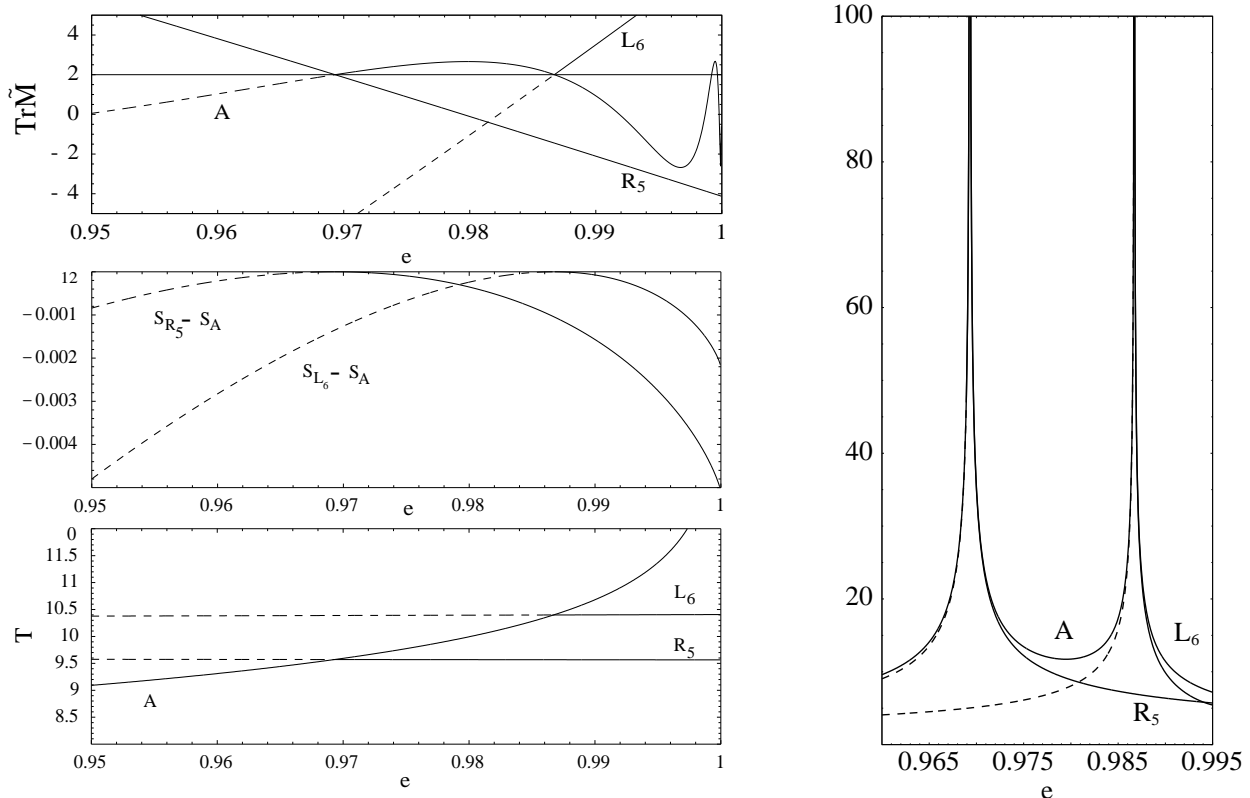 4
2
0
- 2
- 4
TrM̃
A
L6
R5
0.95 0.96 0.97 0.98 0.99 1
e
12
−0.001
−0.002
−0.003
−0.004
SR5 − SA
SL6 − SA
0.95 0.96 0.97 0.98 0.99 1
e
0
11.5
11
10.5
10
9.5
9
8.5
T
L6
R5
A
0.95 0.96 0.97 0.98 0.99 1
e
100
80
60
40
20
A
L6
R5
0.965 0.975 0.985 0.995
e